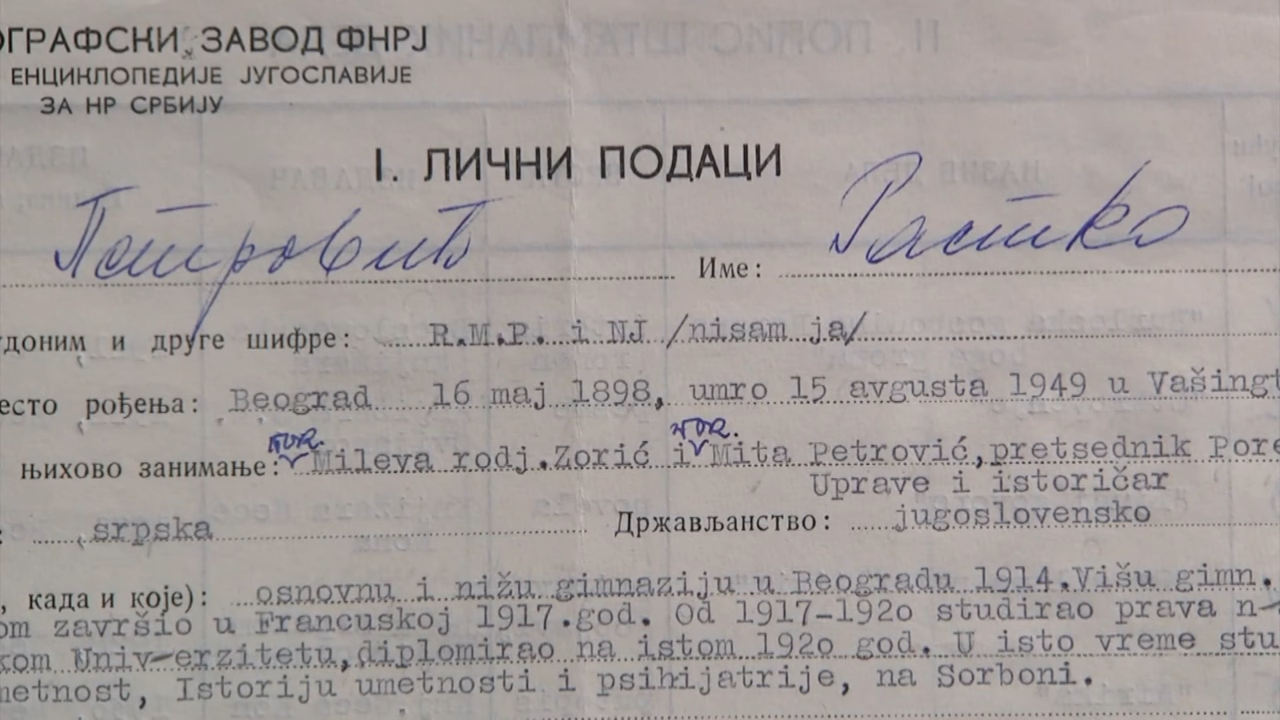 ОГРАФСКИ ЗАВОД ФНРЈ
ЕНЦИКЛОПЕДИЈЕ ЈУГОСЛАВИЈЕ
ЗА НР СРБИЈУ
I ЛИЧНИ ПОДАЦИ
Петровић Име: Растко
удоним и друге шифре: R.M.P. i NJ /nisam ja/
есто рођења: Beograd 16 maj 1898, umro 15 avgusta 1949 u Vašingt
њихово занимање: Mileva rodj.Zorić i Mita Petrović,pretsednik Pore
Uprave i istoričar
: srpska Држављанство: jugoslovensko
, када и које): osnovnu i nižu gimnaziju u Beogradu 1914.Višu gimn.
om završio u Francuskoj 1917.god. Od 1917-192o studirao prava n-
kom Univ-erzitetu,diplomirao na istom 192o god. U isto vreme stu
metnost, Istoriju umetnosti i psihijatrije, na Sorboni.